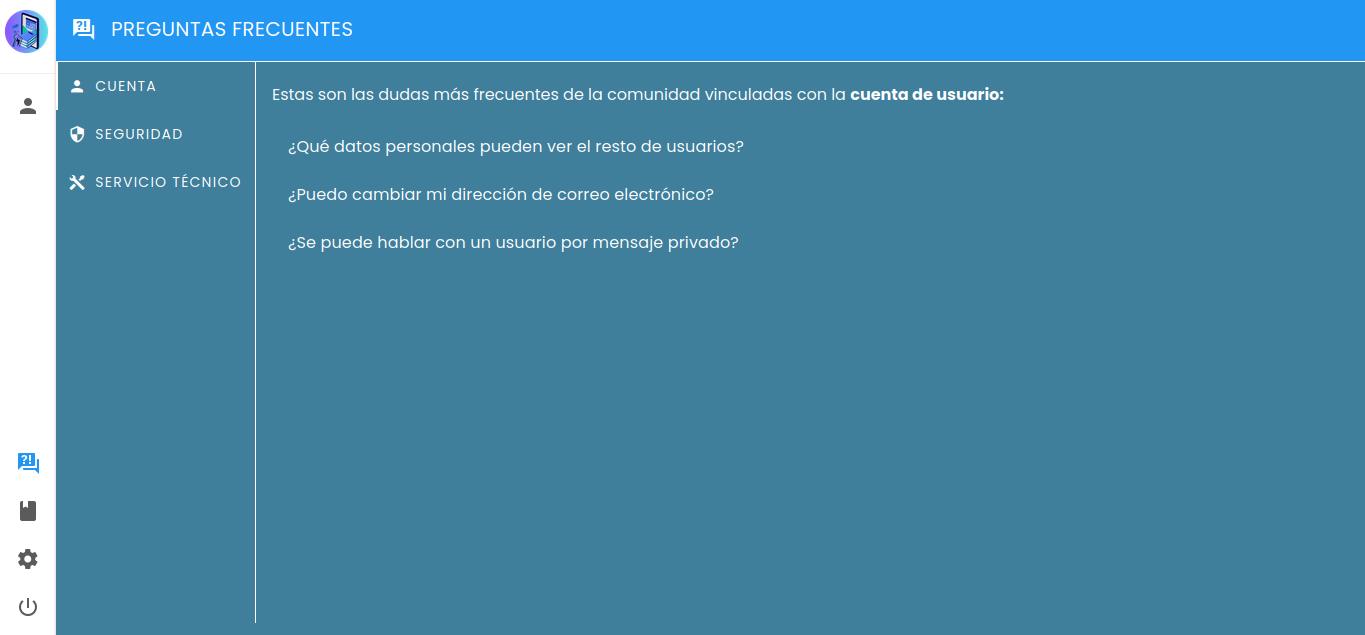 PREGUNTAS FRECUENTES
CUENTA
SEGURIDAD
SERVICIO TÉCNICO
Estas son las dudas más frecuentes de la comunidad vinculadas con la cuenta de usuario:
¿Qué datos personales pueden ver el resto de usuarios?
¿Puedo cambiar mi dirección de correo electrónico?
¿Se puede hablar con un usuario por mensaje privado?